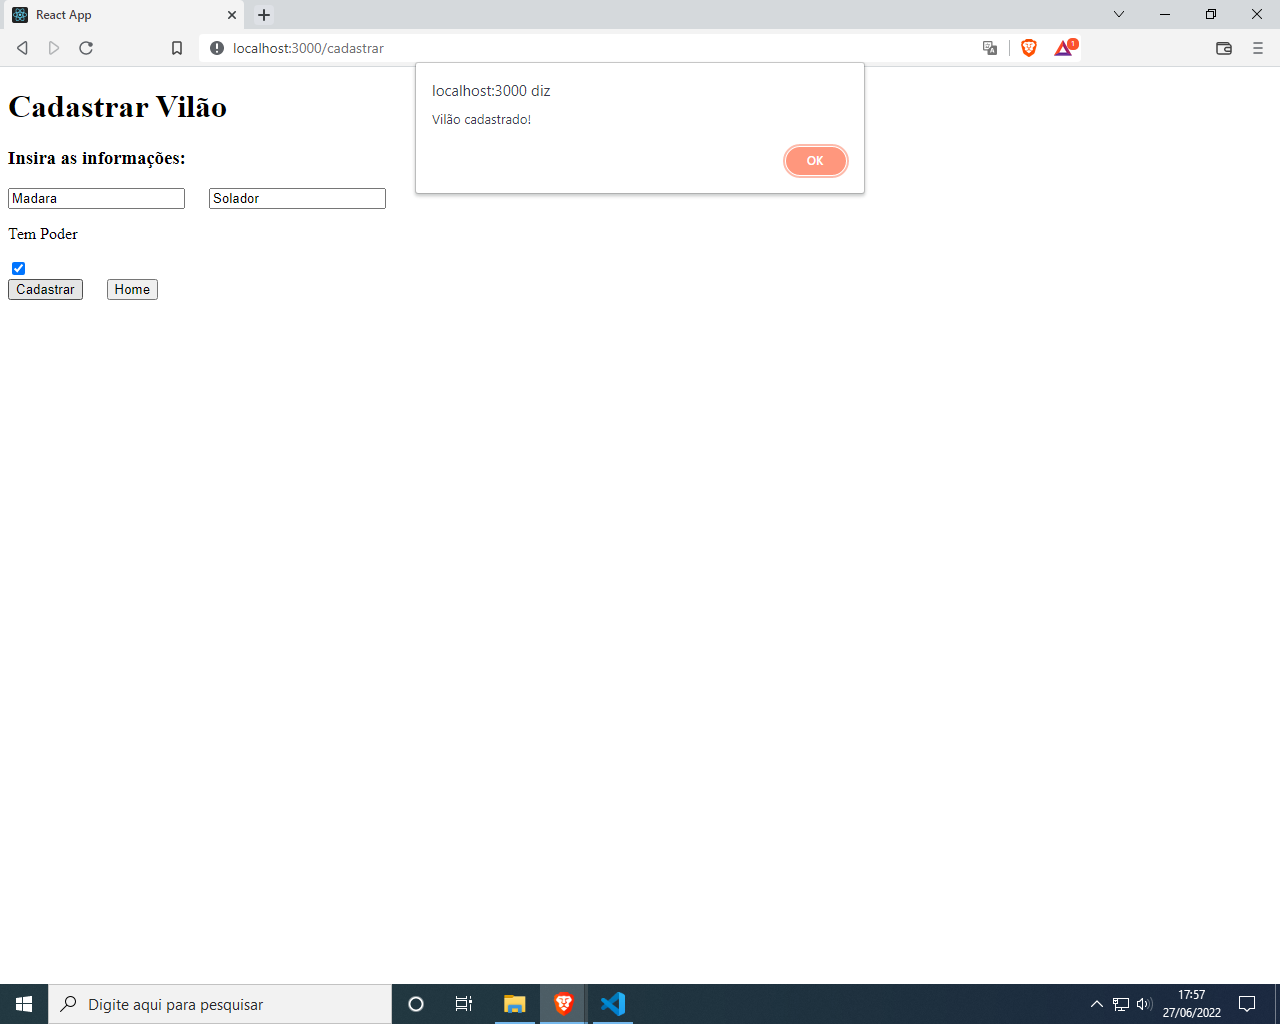 React App
localhost:3000/cadastrar
1
localhost:3000 diz
Vilão cadastrado!
OK
Cadastrar Vilão
Insira as informações:
Madara Solador
Tem Poder
Cadastrar Home
Digite aqui para pesquisar
17:57
27/06/2022